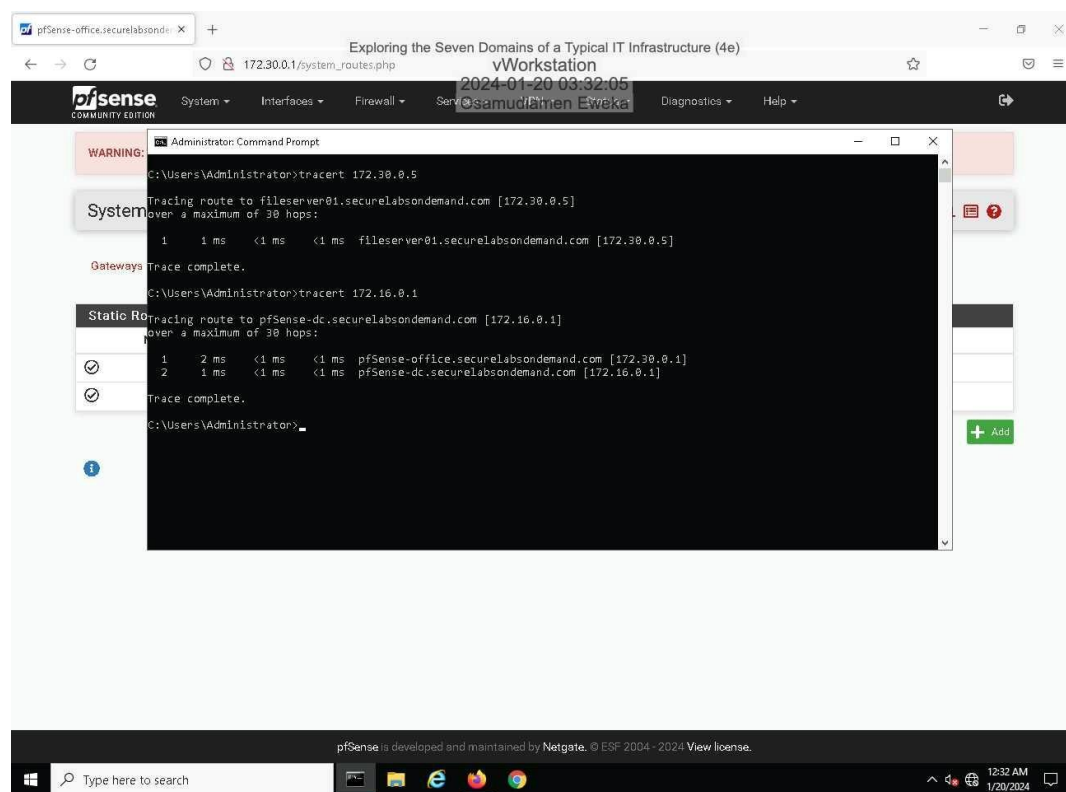 pfSense-office.securelabsonde
Exploring the Seven Domains of a Typical IT Infrastructure (4e)
172.30.0.1/system_routes.php
vWorkstation
2024-01-20 03:32:05
pfsense
COMMUNITY EDITION
System Interfaces Firewall Diagnostics Help
Osamudiamen Eweka
WARNING:
Administrator: Command Prompt
C:\Users\Administrator>tracert 172.30.0.5
System
Tracing route to fileserver01.securelabsondemand.com [172.30.0.5]
over a maximum of 30 hops:
1 1 ms <1 ms <1 ms fileserver01.securelabsondemand.com [172.30.0.5]
Gateways
Trace complete.
C:\Users\Administrator>tracert 172.16.0.1
Static Ro
Tracing route to pfSense-dc.securelabsondemand.com [172.16.0.1]
over a maximum of 30 hops:
1 2 ms <1 ms <1 ms pfSense-office.securelabsondemand.com [172.30.0.1]
2 1 ms <1 ms <1 ms pfSense-dc.securelabsondemand.com [172.16.0.1]
Trace complete.
C:\Users\Administrator>
Add
pfSense is developed and maintained by Netgate. © ESF 2004 - 2024 View license.
Type here to search
12:32 AM
1/20/2024